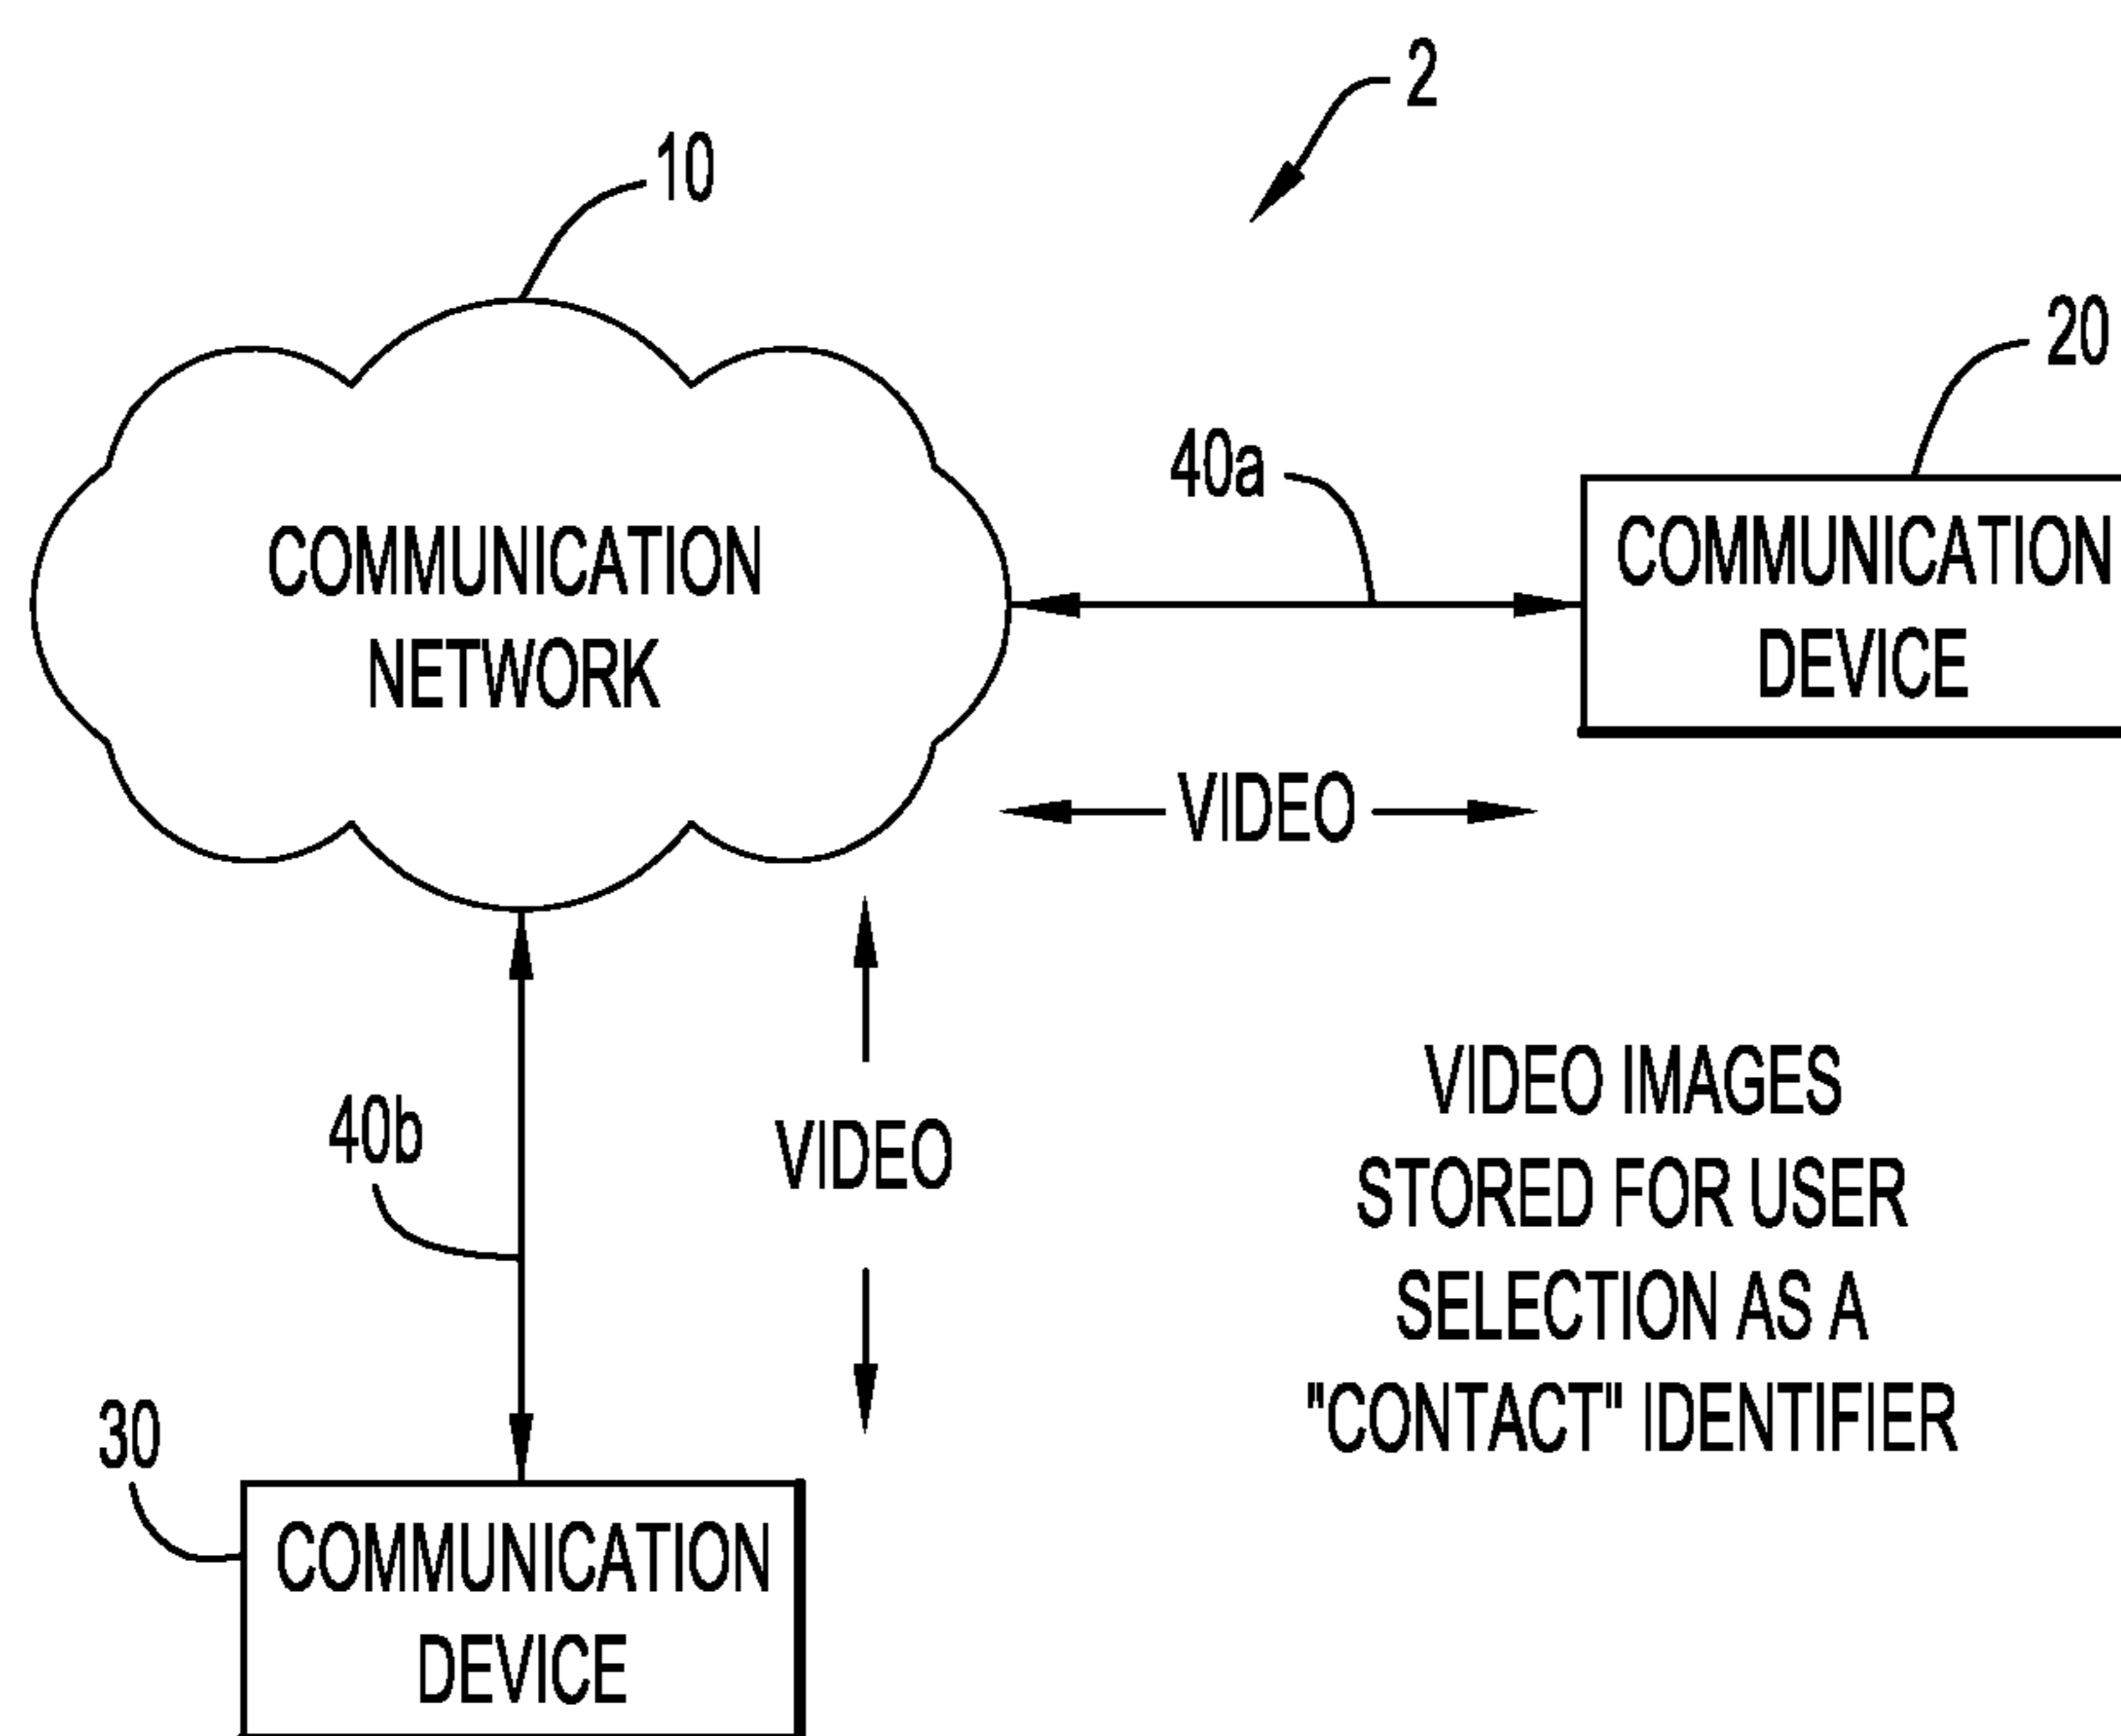 2
10
20
40a
COMMUNICATION
NETWORK
COMMUNICATION
DEVICE
VIDEO
VIDEO
40b
VIDEO IMAGES
STORED FOR USER
SELECTION AS A
"CONTACT" IDENTIFIER
30
COMMUNICATION
DEVICE